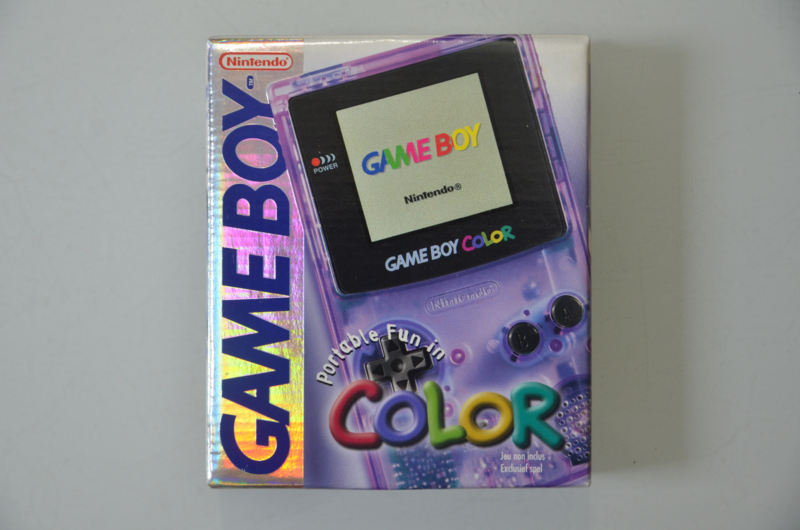 Nintendo®
GAME BOY™
POWER
GAME BOY
Nintendo®
GAME BOY COLOR
Nintendo
A
B
Portable Fun in
COLOR
Jeu non inclus
Exclusief spel